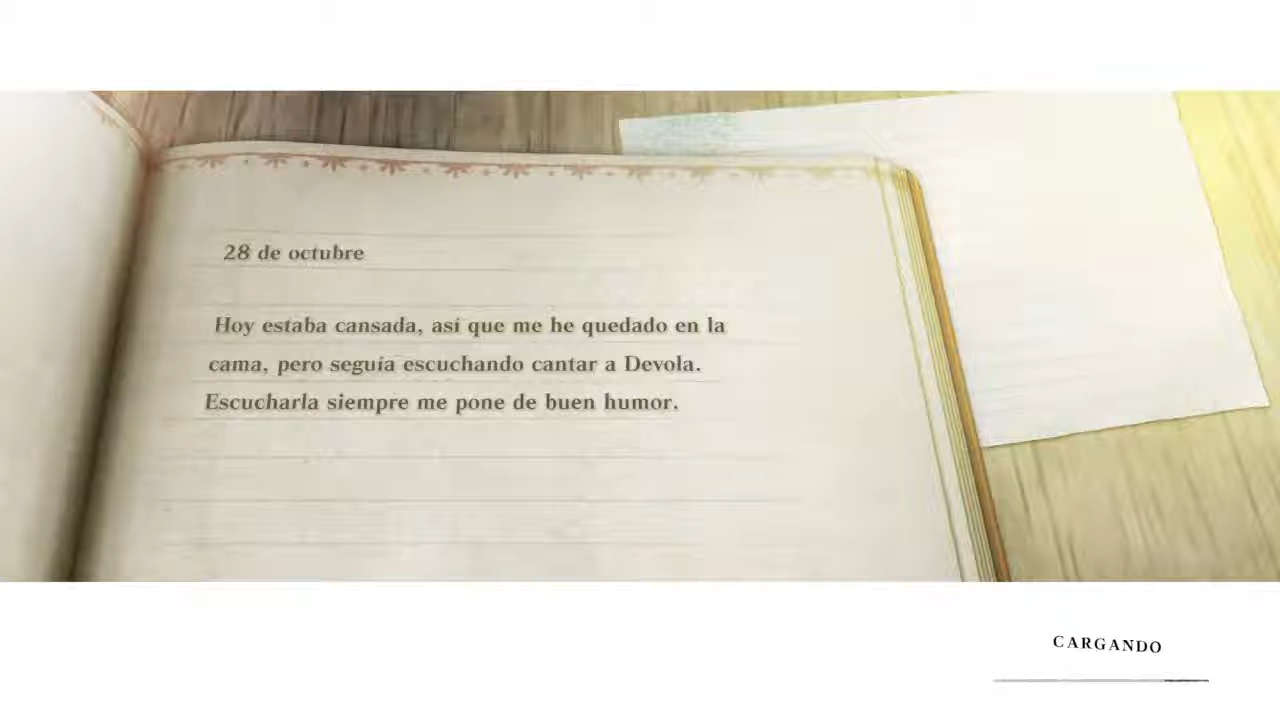 28 de octubre
Hoy estaba cansada, así que me he quedado en la
cama, pero seguía escuchando cantar a Devola.
Escucharla siempre me pone de buen humor.
CARGANDO